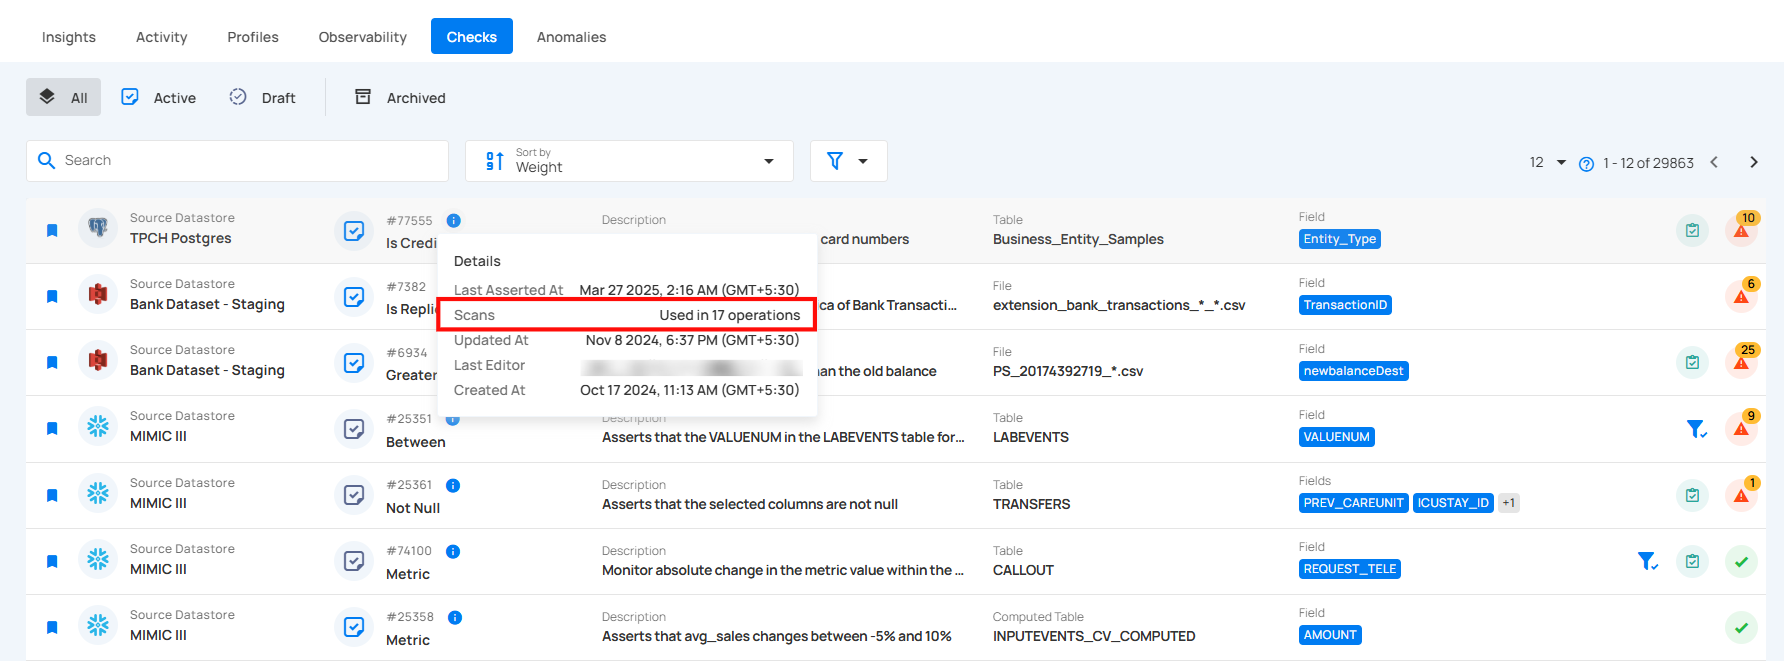 Insights Activity Profiles Observability Checks Anomalies
All Active Draft Archived
Search
Sort by
Weight
12 1 - 12 of 29863
Source Datastore
TPCH Postgres
#77555
Is Credi
Description
card numbers
Table
Business_Entity_Samples
Field
Entity_Type
10
Details
Last Asserted At Mar 27 2025, 2:16 AM (GMT+5:30)
Scans Used in 17 operations
Updated At Nov 8 2024, 6:37 PM (GMT+5:30)
Last Editor
Created At Oct 17 2024, 11:13 AM (GMT+5:30)
Source Datastore
Bank Dataset - Staging
#7382
Is Replic
ca of Bank Transacti...
File
extension_bank_transactions_*_*.csv
Field
TransactionID
6
Source Datastore
Bank Dataset - Staging
#6934
Greater
an the old balance
File
PS_20174392719_*.csv
Field
newbalanceDest
25
Source Datastore
MIMIC III
#25351
Between
Description
Asserts that the VALUENUM in the LABEVENTS table for...
Table
LABEVENTS
Field
VALUENUM
9
Source Datastore
MIMIC III
#25361
Not Null
Description
Asserts that the selected columns are not null
Table
TRANSFERS
Fields
PREV_CAREUNIT ICUSTAY_ID +1
1
Source Datastore
MIMIC III
#74100
Metric
Description
Monitor absolute change in the metric value within the ...
Table
CALLOUT
Field
REQUEST_TELE
Source Datastore
MIMIC III
#25358
Metric
Description
Asserts that avg_sales changes between -5% and 10%
Computed Table
INPUTEVENTS_CV_COMPUTED
Field
AMOUNT